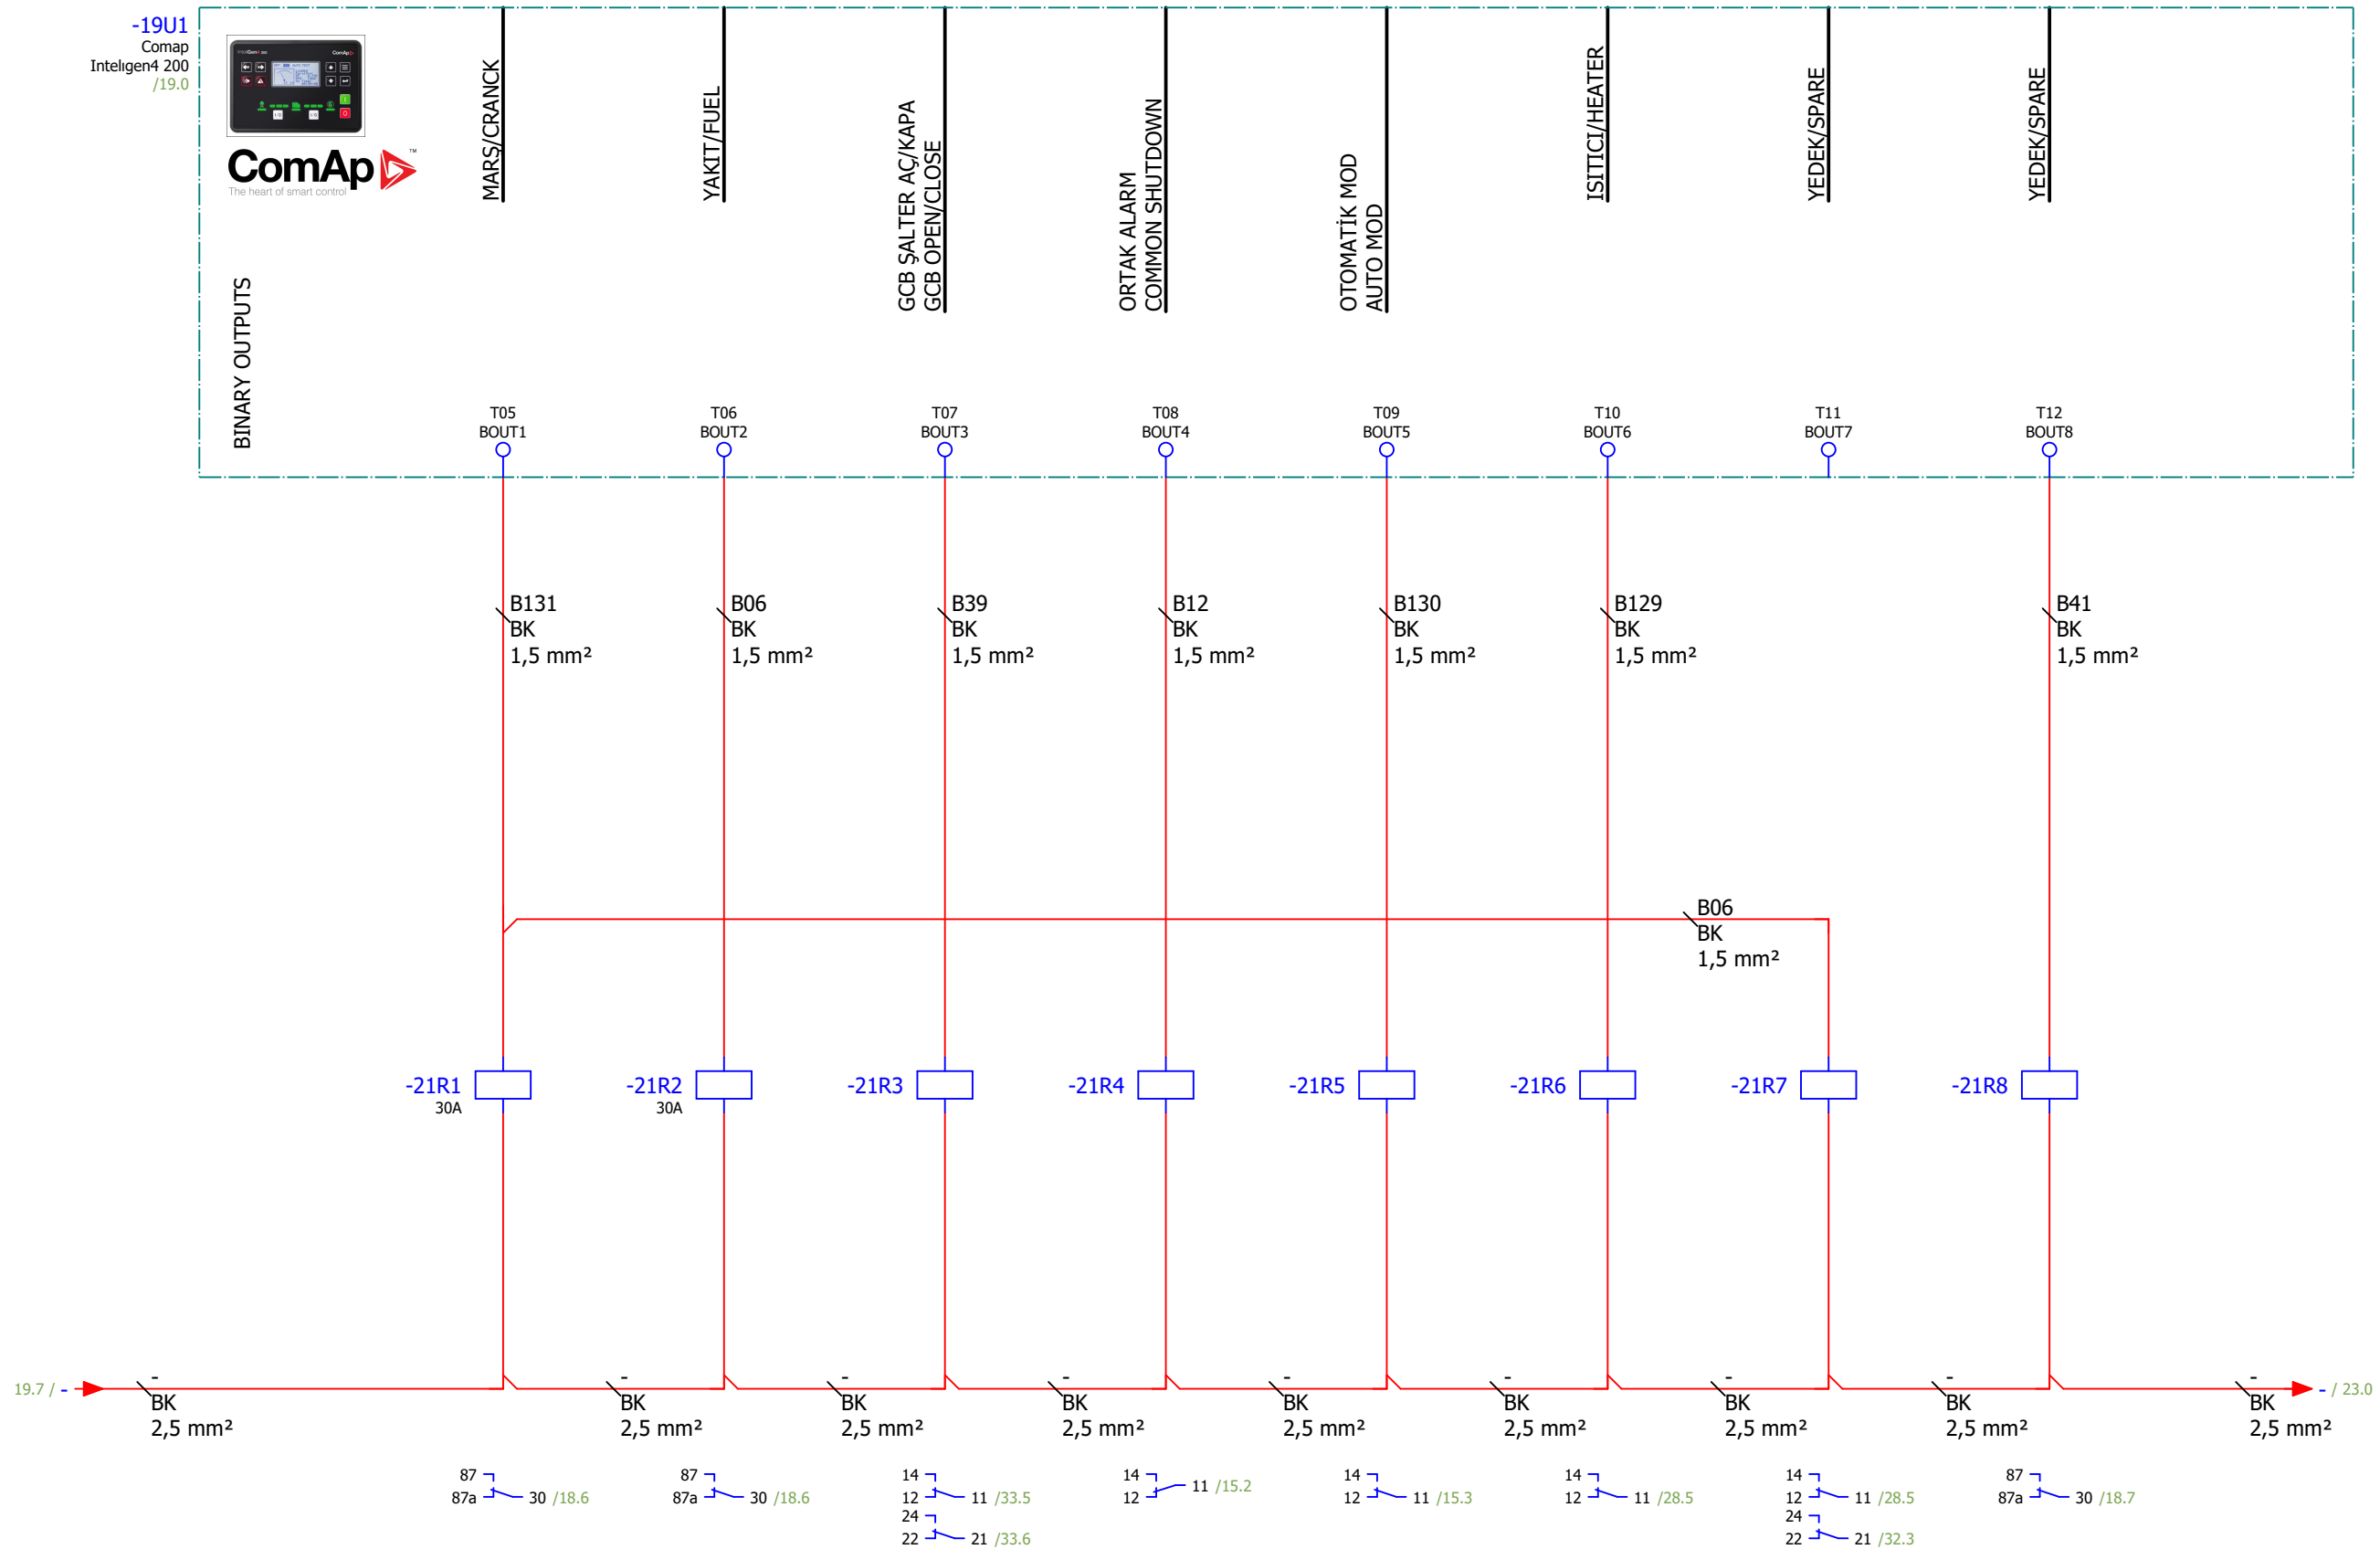 -19U1
Comap
Intelıgen4 200
/19.0
ComAp
ComAp™
The heart of smart control
BINARY OUTPUTS
MARŞ/CRANCK
YAKIT/FUEL
GCB ŞALTER AÇ/KAPA
GCB OPEN/CLOSE
ORTAK ALARM
COMMON SHUTDOWN
OTOMATİK MOD
AUTO MOD
ISITICI/HEATER
YEDEK/SPARE
YEDEK/SPARE
T05
BOUT1
T06
BOUT2
T07
BOUT3
T08
BOUT4
T09
BOUT5
T10
BOUT6
T11
BOUT7
T12
BOUT8
B131
BK
1,5 mm²
B06
BK
1,5 mm²
B39
BK
1,5 mm²
B12
BK
1,5 mm²
B130
BK
1,5 mm²
B129
BK
1,5 mm²
B41
BK
1,5 mm²
B06
BK
1,5 mm²
-21R1
30A
-21R2
30A
-21R3
-21R4
-21R5
-21R6
-21R7
-21R8
19.7 / -
-
BK
2,5 mm²
-
BK
2,5 mm²
-
BK
2,5 mm²
-
BK
2,5 mm²
-
BK
2,5 mm²
-
BK
2,5 mm²
-
BK
2,5 mm²
-
BK
2,5 mm²
-
BK
2,5 mm²
- / 23.0
87
87a 30 /18.6
87
87a 30 /18.6
14
12 11 /33.5
24
22 21 /33.6
14
12 11 /15.2
14
12 11 /15.3
14
12 11 /28.5
14
12 11 /28.5
24
22 21 /32.3
87
87a 30 /18.7